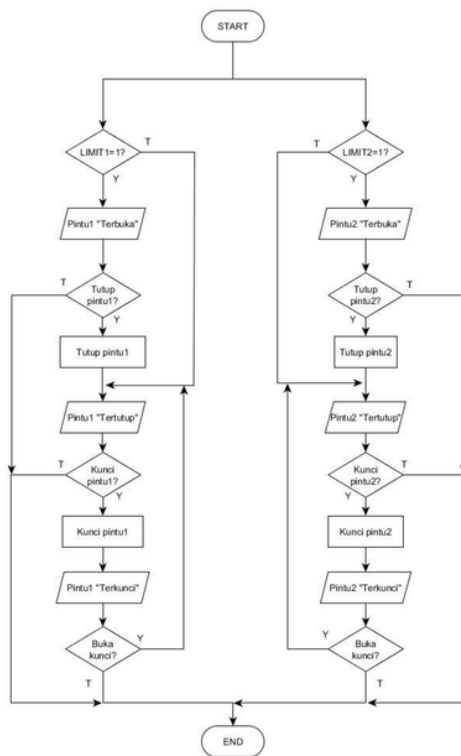 START
LIMIT1=1?
T
Y
Pintu1 "Terbuka"
T
Tutup
pintu1?
Y
Tutup pintu1
Pintu1 "Tertutup"
T
Kunci
pintu1?
Y
Kunci pintu1
Pintu1 "Terkunci"
Buka
kunci?
Y
T
T
LIMIT2=1?
Y
Pintu2 "Terbuka"
Tutup
pintu2?
T
Y
Tutup pintu2
Pintu2 "Tertutup"
Kunci
pintu2?
T
Y
Kunci pintu2
Pintu2 "Terkunci"
Y
Buka
kunci?
T
END